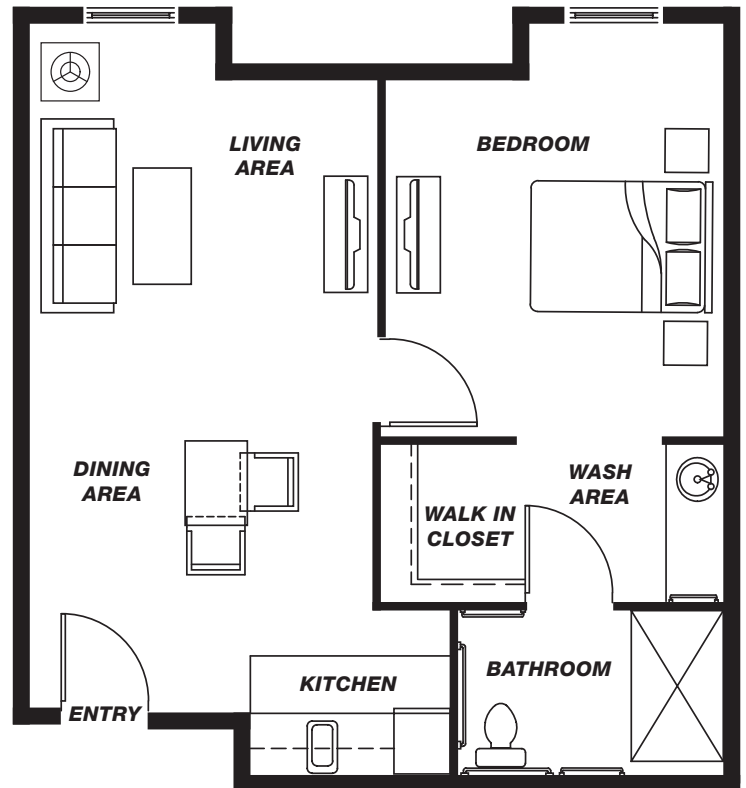 LIVING
AREA
BEDROOM
DINING
AREA
WASH
AREA
WALK IN
CLOSET
KITCHEN
BATHROOM
ENTRY